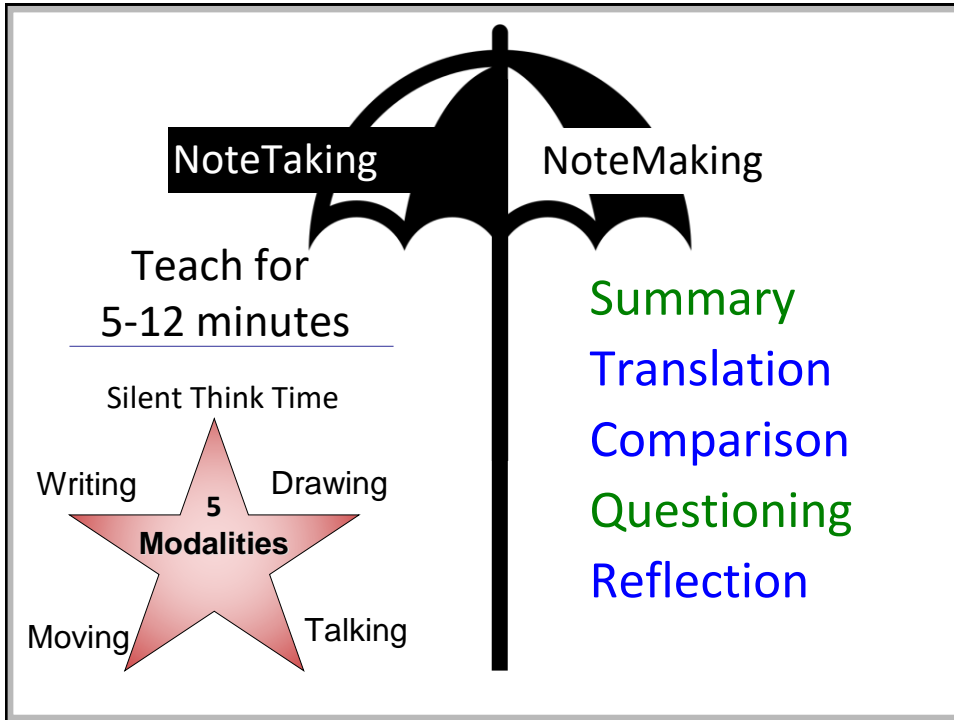 NoteTaking
NoteMaking
Teach for
5-12 minutes
Silent Think Time
Writing
Drawing
5
Modalities
Moving
Talking
Summary
Translation
Comparison
Questioning
Reflection